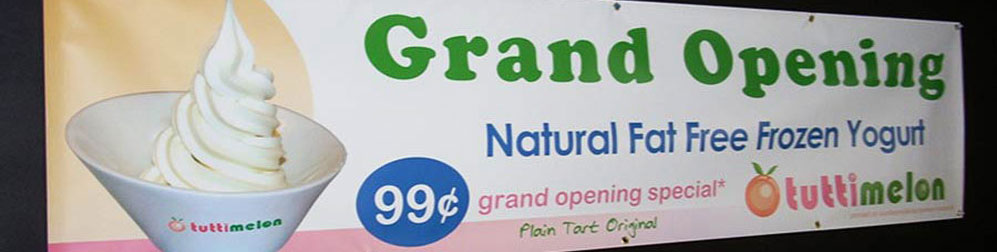 Grand Opening
Natural Fat Free Frozen Yogurt
99¢ grand opening special*
Plain Tart Original
tuttimelon
tuttimelon